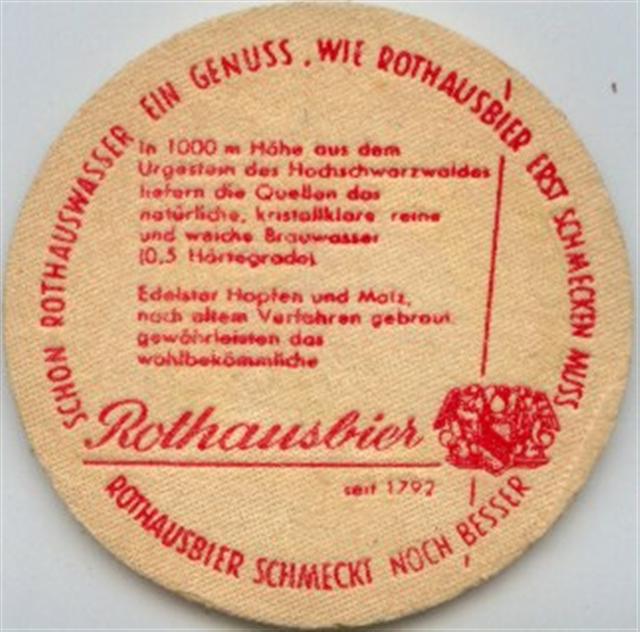 SCHON ROTHAUSWASSER EIN GENUSS, WIE ROTHAUSBIER ERST SCHMECKEN MUSS
In 1000 m Höhe aus dem
Urgestein des Hochschwarzwaldes
liefern die Quellen das
natürliche, kristallklare reine
und weiche Brauwasser
(0,5 Härtegrade).
Edelster Hopfen und Malz,
nach altem Verfahren gebraut,
gewährleisten das
wohlbekömmliche
Rothausbier
seit 1792
ROTHAUSBIER SCHMECKT NOCH BESSER